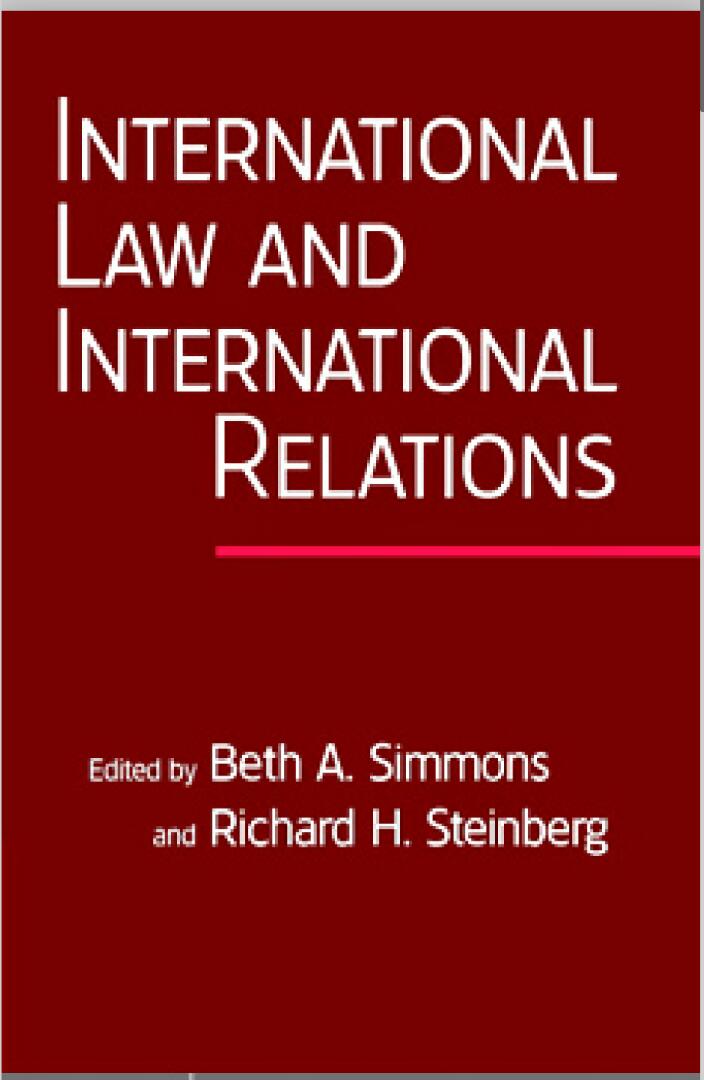 INTERNATIONAL
LAW AND
INTERNATIONAL
RELATIONS
Edited by Beth A. Simmons
and Richard H. Steinberg